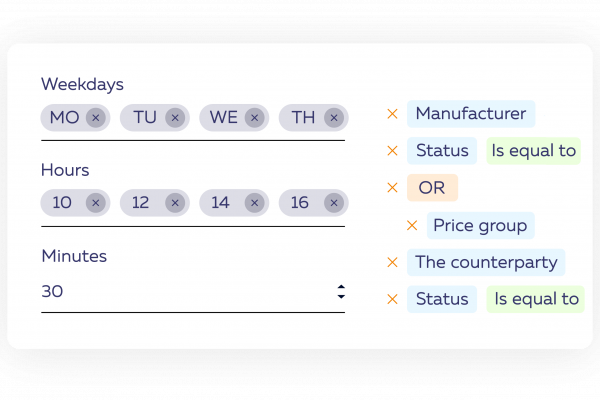 Weekdays
MO TU WE TH
Hours
10 12 14 16
Minutes
30
Manufacturer
Status Is equal to
OR
Price group
The counterparty
Status Is equal to